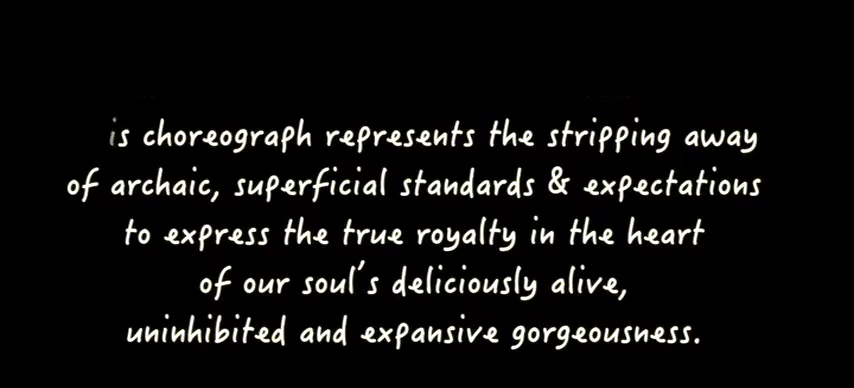 is choreograph represents the stripping away
of archaic, superficial standards & expectations
to express the true royalty in the heart
of our soul's deliciously alive,
uninhibited and expansive gorgeousness.